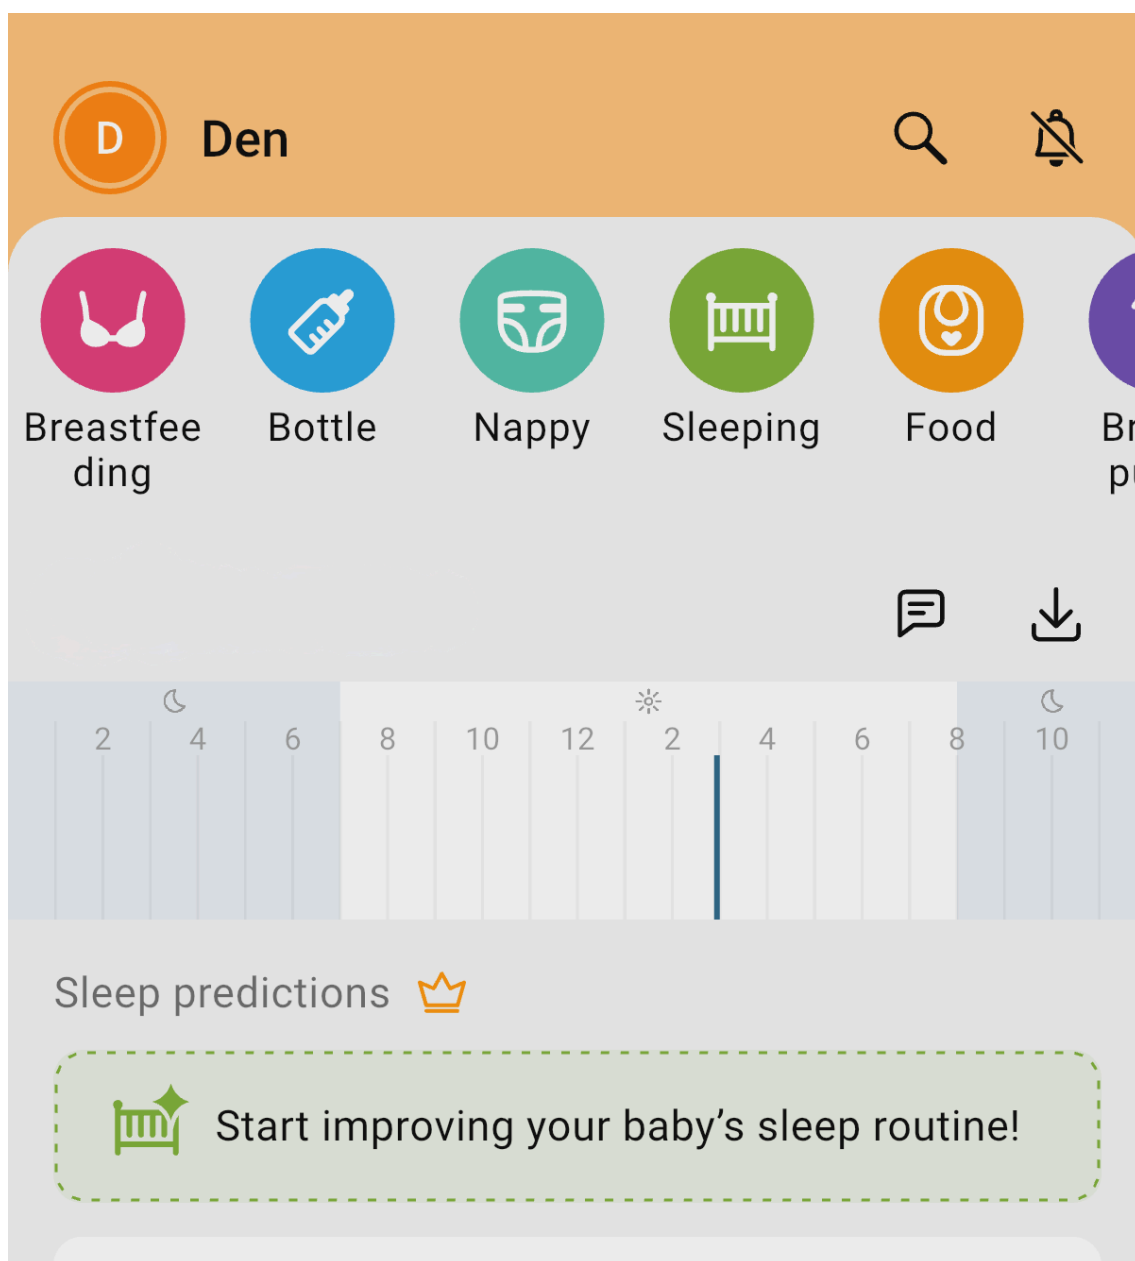 D
Den
Breastfee
ding
Bottle
Nappy
Sleeping
Food
2 4 6 8 10 12 2 4 6 8 10
Sleep predictions
Start improving your baby’s sleep routine!